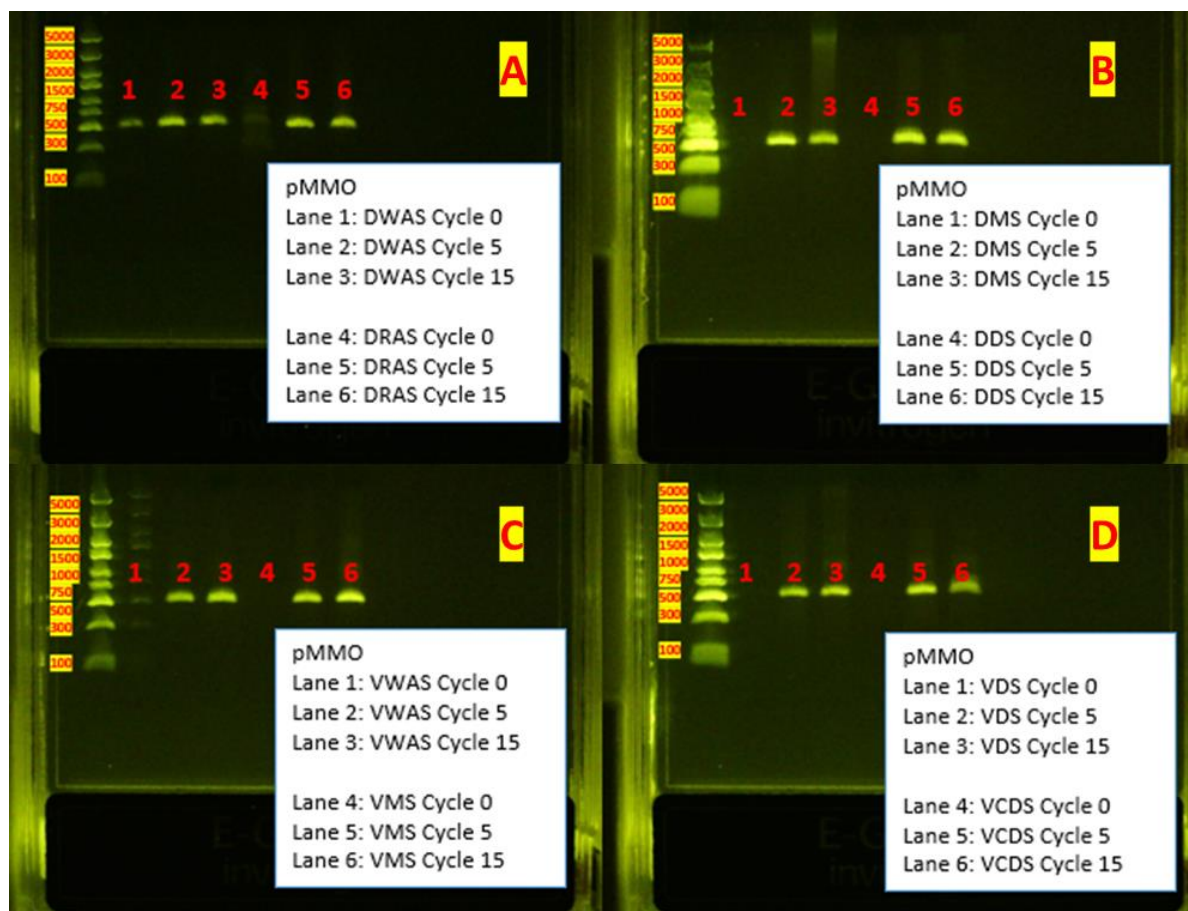 A
5000
3000
2000
1500
750
500
300
100
1 2 3 4 5 6
pMMO
Lane 1: DWAS Cycle 0
Lane 2: DWAS Cycle 5
Lane 3: DWAS Cycle 15
Lane 4: DRAS Cycle 0
Lane 5: DRAS Cycle 5
Lane 6: DRAS Cycle 15
B
5000
3000
2000
1500
1000
750
500
300
100
1 2 3 4 5 6
pMMO
Lane 1: DMS Cycle 0
Lane 2: DMS Cycle 5
Lane 3: DMS Cycle 15
Lane 4: DDS Cycle 0
Lane 5: DDS Cycle 5
Lane 6: DDS Cycle 15
invitrogen
C
5000
3000
2000
1500
1000
750
500
300
100
1 2 3 4 5 6
pMMO
Lane 1: VWAS Cycle 0
Lane 2: VWAS Cycle 5
Lane 3: VWAS Cycle 15
Lane 4: VMS Cycle 0
Lane 5: VMS Cycle 5
Lane 6: VMS Cycle 15
D
5000
3000
2000
1500
1000
750
500
300
100
1 2 3 4 5 6
pMMO
Lane 1: VDS Cycle 0
Lane 2: VDS Cycle 5
Lane 3: VDS Cycle 15
Lane 4: VCDS Cycle 0
Lane 5: VCDS Cycle 5
Lane 6: VCDS Cycle 15